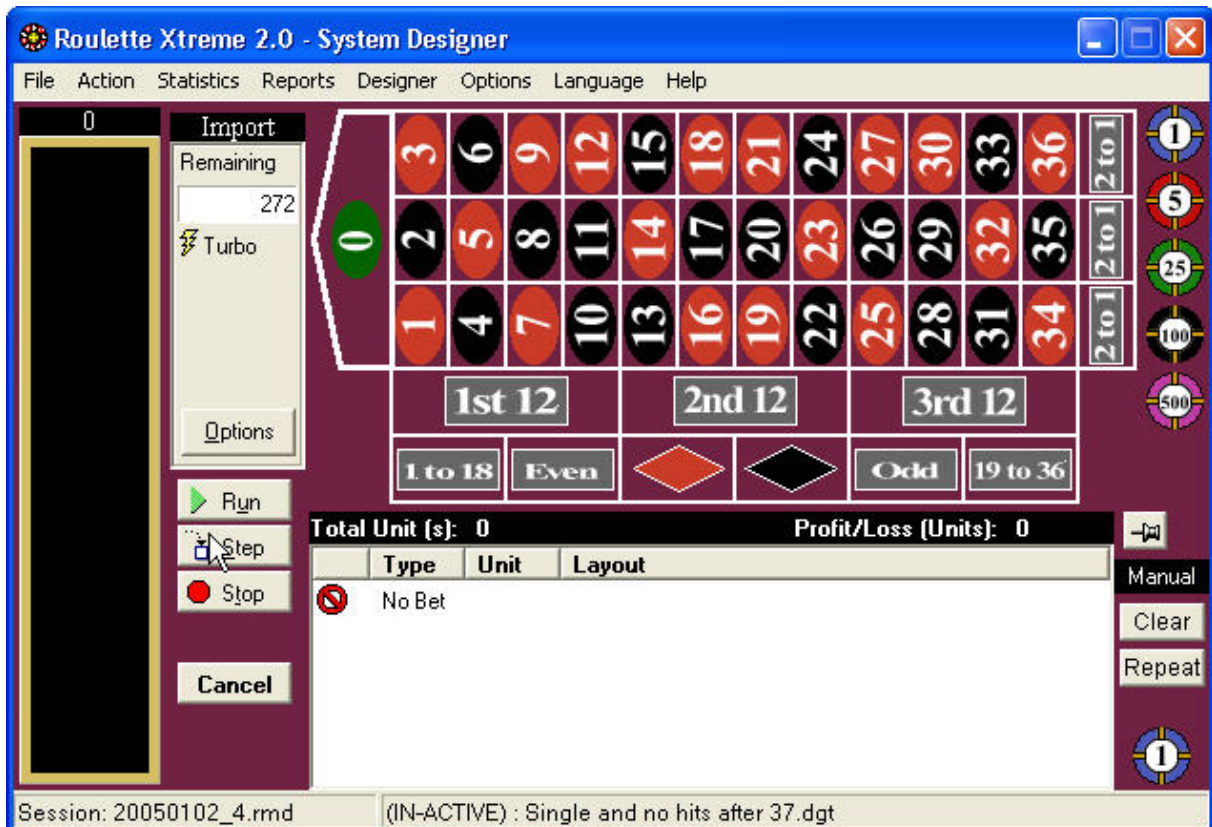 Roulette Xtreme 2.0 - System Designer
File Action Statistics Reports Designer Options Language Help
0
Import
Remaining
272
Turbo
Options
Run
Step
Stop
Cancel
0
3 6 9 12 15 18 21 24 27 30 33 36 2 to 1
2 5 8 11 14 17 20 23 26 29 32 35 2 to 1
1 4 7 10 13 16 19 22 25 28 31 34 2 to 1
1st 12 2nd 12 3rd 12
1 to 18 Even Odd 19 to 36
1
5
25
100
500
Total Unit (s): 0 Profit/Loss (Units): 0
Type Unit Layout
No Bet
Manual
Clear
Repeat
1
Session: 20050102_4.rmd (IN-ACTIVE) : Single and no hits after 37.dgt